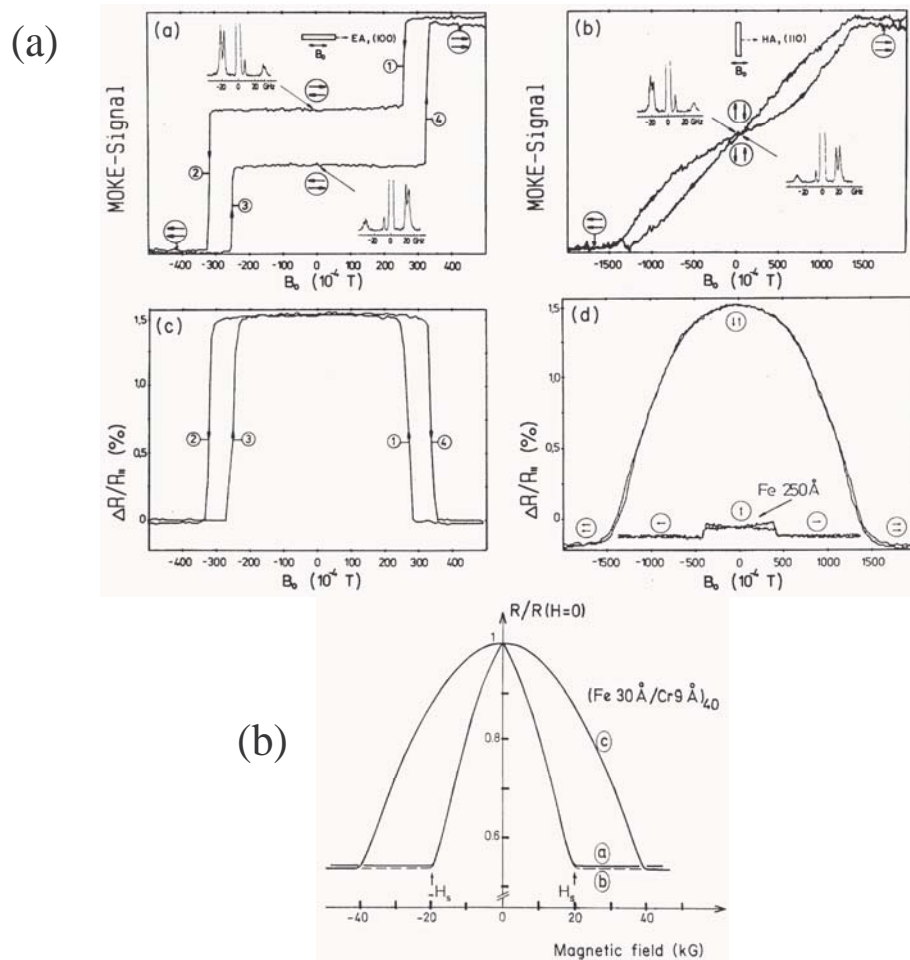 (a)
(a)
EA, (100)
B₀
MOKE-Signal
①
②
③
④
-20 0 20 GHz
-20 0 20 GHz
-400 -300 -200 -100 0 100 200 300 400
B₀ (10⁻⁴ T)
(b)
HA, (110)
B₀
MOKE-Signal
-20 0 20 GHz
-20 0 20 GHz
-1500 -1000 -500 0 500 1000 1500
B₀ (10⁻⁴ T)
(c)
1,5
1,0
0
ΔR/R॥ (%)
②
③
①
④
-400 -300 -200 -100 0 100 200 300 400
B₀ (10⁻⁴ T)
(d)
1,5
1,0
0
Fe 250Å
-1500 -1000 -500 0 500 1000 1500
B₀ (10⁻⁴ T)
(b)
R/R(H=0)
1
(Fe 30Å/Cr9Å)₄₀
0.8
0.6
c
a
b
-Hₛ
Hₛ
-40 -20 0 20 40
Magnetic field (kG)